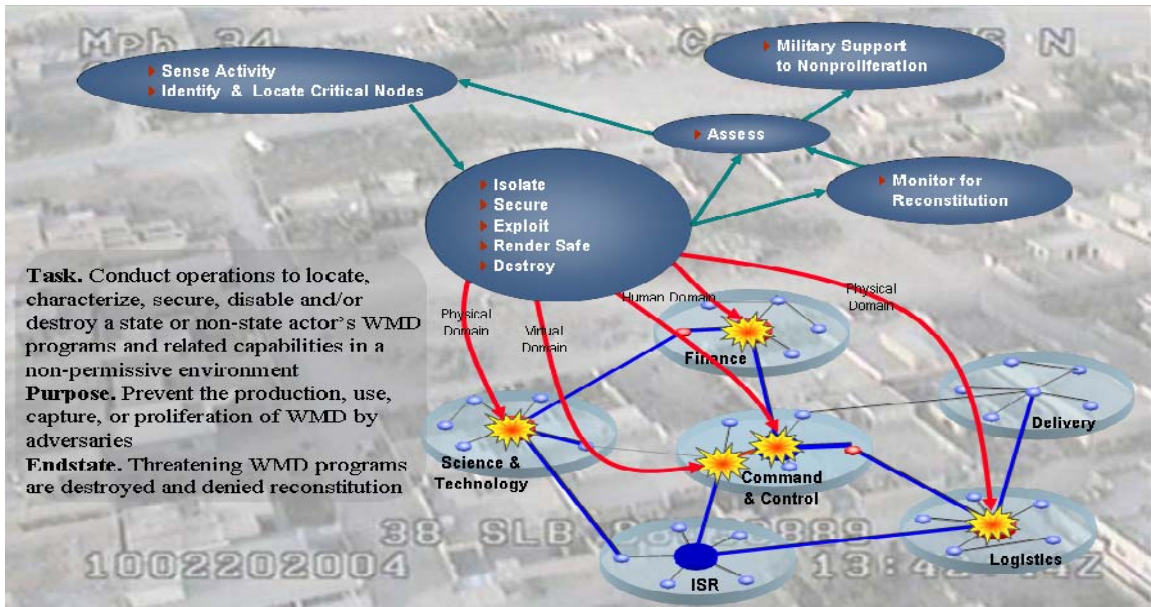 Mph 34
N
Sense Activity
Identify & Locate Critical Nodes
Military Support
to Nonproliferation
Assess
Monitor for
Reconstitution
Isolate
Secure
Exploit
Render Safe
Destroy
Task. Conduct operations to locate,
characterize, secure, disable and/or
destroy a state or non-state actor’s WMD
programs and related capabilities in a
non-permissive environment
Purpose. Prevent the production, use,
capture, or proliferation of WMD by
adversaries
Endstate. Threatening WMD programs
are destroyed and denied reconstitution
Physical
Domain
Virtual
Domain
Human Domain
Physical
Domain
Finance
Delivery
Science &
Technology
Command
& Control
Logistics
ISR
38 SLB
1002202004